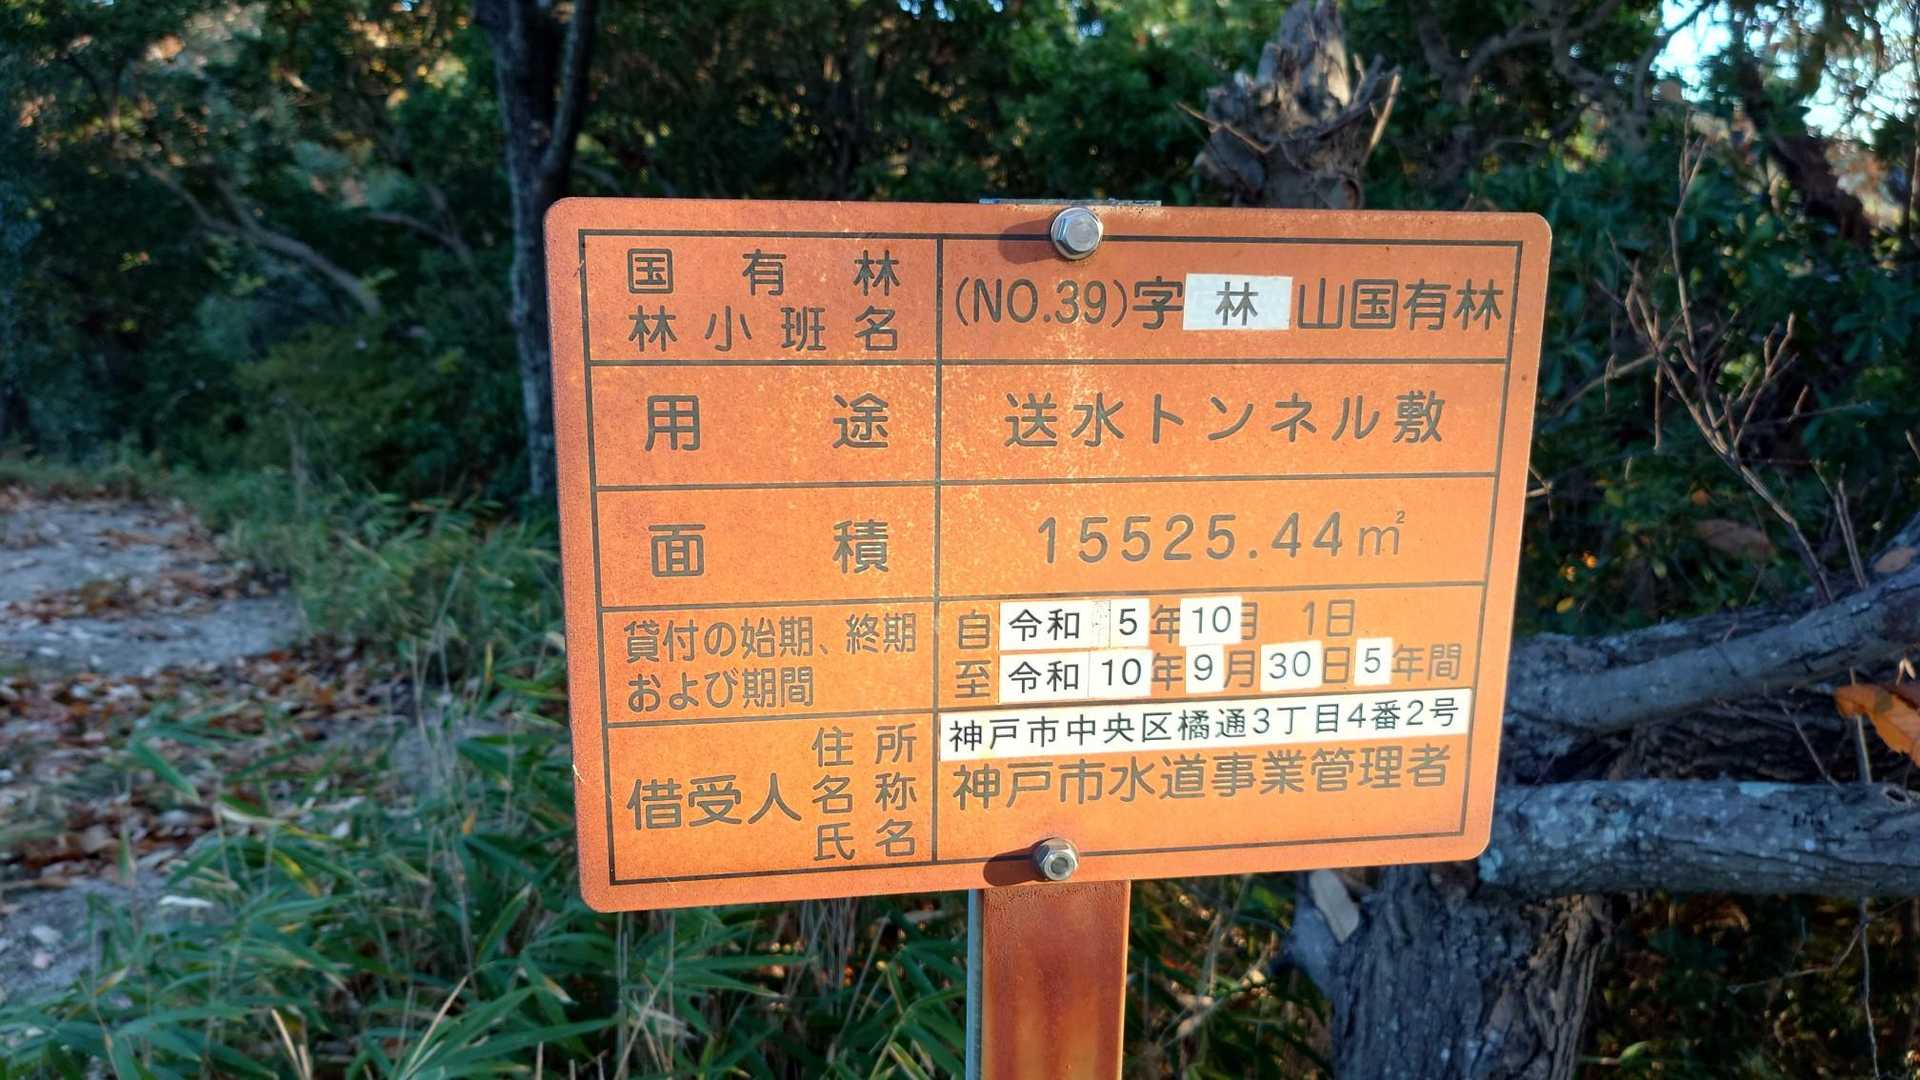 国有林
林小班名
(NO.39)字林山国有林
用途
送水トンネル敷
面積
15525.44㎡
貸付の始期、終期
および期間
自令和5年10月1日
至令和10年9月30日5年間
借受人
住所
名称
氏名
神戸市中央区橘通3丁目4番2号
神戸市水道事業管理者